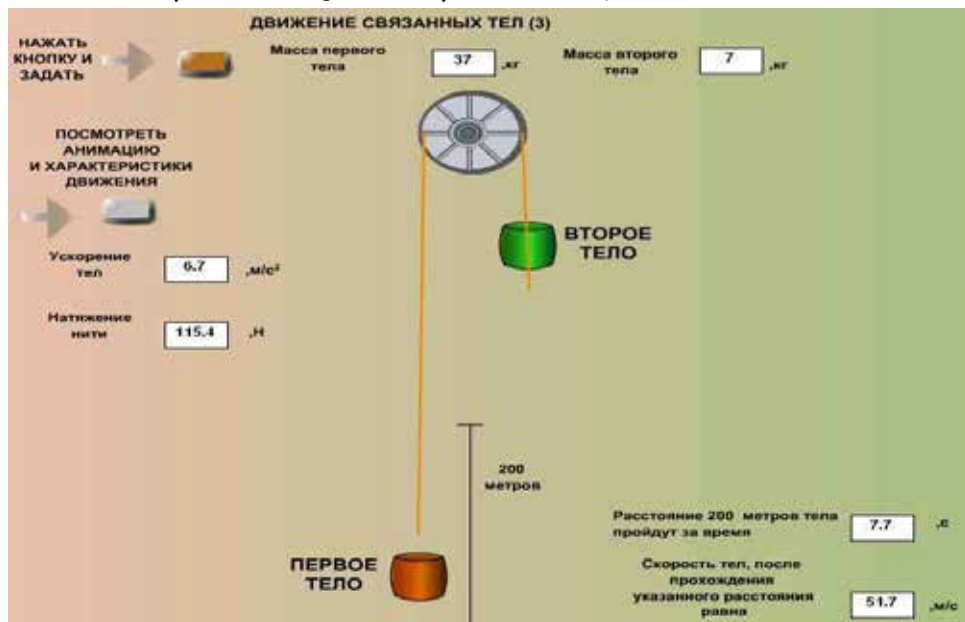 ДВИЖЕНИЕ СВЯЗАННЫХ ТЕЛ (3)
НАЖАТЬ
КНОПКУ И
ЗАДАТЬ
Масса первого
тела
37
,кг
Масса второго
тела
7
,кг
ПОСМОТРЕТЬ
АНИМАЦИЮ
И ХАРАКТЕРИСТИКИ
ДВИЖЕНИЯ
ВТОРОЕ
ТЕЛО
Ускорение
тел
6.7
,м/с²
Натяжение
нити
115.4
,Н
200
метров
ПЕРВОЕ
ТЕЛО
Расстояние 200 метров тела
пройдут за время
7.7
,с
Скорость тел, после
прохождения
указанного расстояния
равна
51.7
,м/с